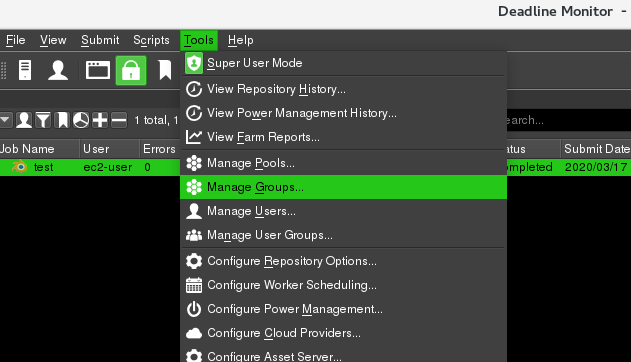 Deadline Monitor -
File View Submit Scripts Tools Help
Super User Mode
View Repository History...
View Power Management History...
1 total, 1
earch...
View Farm Reports...
Job Name User Errors atus Submit Date
Manage Pools...
test ec2-user 0 ompleted 2020/03/17
Manage Groups...
Manage Users...
Manage User Groups...
Configure Repository Options...
Configure Worker Scheduling...
Configure Power Management...
Configure Cloud Providers...
Configure Asset Server...